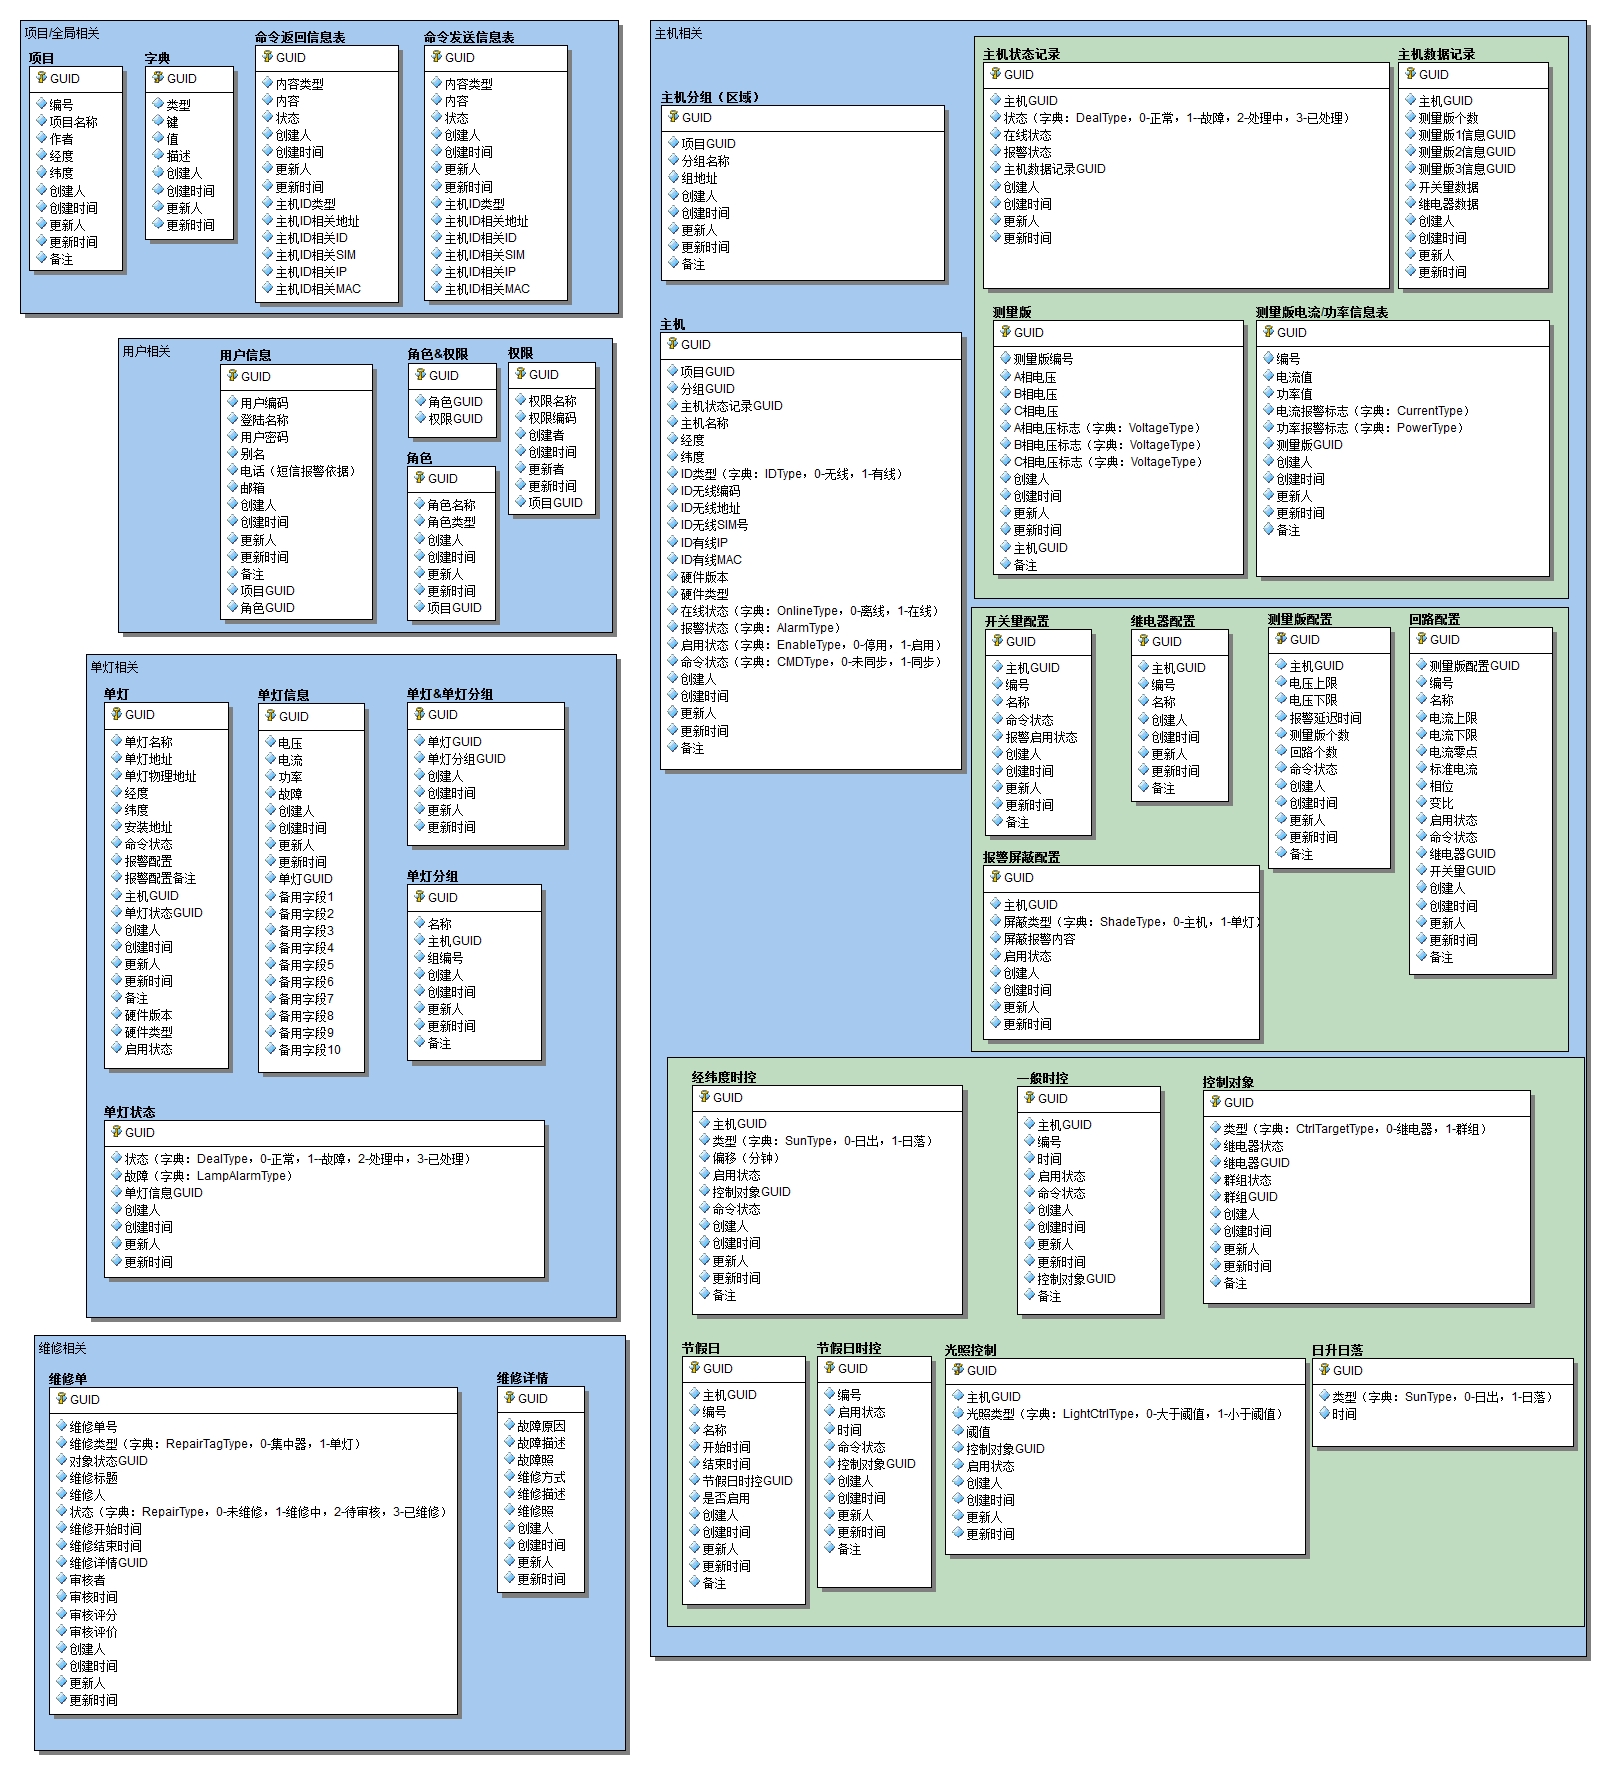 项目/全局相关
项目
GUID
编号
项目名称
作者
经度
纬度
创建人
创建时间
更新人
更新时间
备注
字典
GUID
类型
键
值
描述
创建人
创建时间
更新人
更新时间
命令返回信息表
GUID
内容类型
内容
状态
创建人
创建时间
更新人
更新时间
主机ID类型
主机ID相关地址
主机ID相关ID
主机ID相关SIM
主机ID相关IP
主机ID相关MAC
命令发送信息表
GUID
内容类型
内容
状态
创建人
创建时间
更新人
更新时间
主机ID类型
主机ID相关地址
主机ID相关ID
主机ID相关SIM
主机ID相关IP
主机ID相关MAC
用户相关
用户信息
GUID
用户编码
登陆名称
用户密码
别名
电话（短信报警依据）
邮箱
创建人
创建时间
更新人
更新时间
备注
项目GUID
角色GUID
角色&权限
GUID
角色GUID
权限GUID
角色
GUID
角色名称
角色类型
创建人
创建时间
更新人
更新时间
项目GUID
权限
GUID
权限名称
权限编码
创建者
创建时间
更新者
更新时间
项目GUID
单灯相关
单灯
GUID
单灯名称
单灯地址
单灯物理地址
经度
纬度
安装地址
命令状态
报警配置
报警配置备注
主机GUID
单灯状态GUID
创建人
创建时间
更新人
更新时间
备注
硬件版本
硬件类型
启用状态
单灯信息
GUID
电压
电流
功率
故障
创建人
创建时间
更新人
更新时间
单灯GUID
备用字段1
备用字段2
备用字段3
备用字段4
备用字段5
备用字段6
备用字段7
备用字段8
备用字段9
备用字段10
单灯&单灯分组
GUID
单灯GUID
单灯分组GUID
创建人
创建时间
更新人
更新时间
单灯分组
GUID
名称
主机GUID
组编号
创建人
创建时间
更新人
更新时间
备注
单灯状态
GUID
状态（字典：DealType，0-正常，1--故障，2-处理中，3-已处理）
故障（字典：LampAlarmType）
单灯信息GUID
创建人
创建时间
更新人
更新时间
维修相关
维修单
GUID
维修单号
维修类型（字典：RepairTagType，0-集中器，1-单灯）
对象状态GUID
维修标题
维修人
状态（字典：RepairType，0-未维修，1-维修中，2-待审核，3-已维修）
维修开始时间
维修结束时间
维修详情GUID
审核者
审核时间
审核评分
审核评价
创建人
创建时间
更新人
更新时间
维修详情
GUID
故障原因
故障描述
故障照
维修方式
维修描述
维修照
创建人
创建时间
更新人
更新时间
主机相关
主机分组（区域）
GUID
项目GUID
分组名称
组地址
创建人
创建时间
更新人
更新时间
备注
主机
GUID
项目GUID
分组GUID
主机状态记录GUID
主机名称
经度
纬度
ID类型（字典：IDType，0-无线，1-有线）
ID无线编码
ID无线地址
ID无线SIM号
ID有线IP
ID有线MAC
硬件版本
硬件类型
在线状态（字典：OnlineType，0-离线，1-在线）
报警状态（字典：AlarmType）
启用状态（字典：EnableType，0-停用，1-启用）
命令状态（字典：CMDType，0-未同步，1-同步）
创建人
创建时间
更新人
更新时间
备注
主机状态记录
GUID
主机GUID
状态（字典：DealType，0-正常，1--故障，2-处理中，3-已处理）
在线状态
报警状态
主机数据记录GUID
创建人
创建时间
更新人
更新时间
主机数据记录
GUID
主机GUID
测量版个数
测量版1信息GUID
测量版2信息GUID
测量版3信息GUID
开关量数据
继电器数据
创建人
创建时间
更新人
更新时间
测量版
GUID
测量版编号
A相电压
B相电压
C相电压
A相电压标志（字典：VoltageType）
B相电压标志（字典：VoltageType）
C相电压标志（字典：VoltageType）
创建人
创建时间
更新人
更新时间
主机GUID
备注
测量版电流/功率信息表
GUID
编号
电流值
功率值
电流报警标志（字典：CurrentType）
功率报警标志（字典：PowerType）
测量版GUID
创建人
创建时间
更新人
更新时间
备注
开关量配置
GUID
主机GUID
编号
名称
命令状态
报警启用状态
创建人
创建时间
更新人
更新时间
备注
继电器配置
GUID
主机GUID
编号
名称
创建人
创建时间
更新人
更新时间
备注
测量版配置
GUID
主机GUID
电压上限
电压下限
报警延迟时间
测量版个数
回路个数
命令状态
创建人
创建时间
更新人
更新时间
备注
回路配置
GUID
测量版配置GUID
编号
名称
电流上限
电流下限
电流零点
标准电流
相位
变比
启用状态
命令状态
继电器GUID
开关量GUID
创建人
创建时间
更新人
更新时间
备注
报警屏蔽配置
GUID
主机GUID
屏蔽类型（字典：ShadeType，0-主机，1-单灯）
屏蔽报警内容
启用状态
创建人
创建时间
更新人
更新时间
经纬度时控
GUID
主机GUID
类型（字典：SunType，0-日出，1-日落）
偏移（分钟）
启用状态
控制对象GUID
命令状态
创建人
创建时间
更新人
更新时间
备注
一般时控
GUID
主机GUID
编号
时间
启用状态
命令状态
创建人
创建时间
更新人
更新时间
控制对象GUID
备注
控制对象
GUID
类型（字典：CtrlTargetType，0-继电器，1-群组）
继电器状态
继电器GUID
群组状态
群组GUID
创建人
创建时间
更新人
更新时间
备注
节假日
GUID
主机GUID
编号
名称
开始时间
结束时间
节假日时控GUID
是否启用
创建人
创建时间
更新人
更新时间
备注
节假日时控
GUID
编号
启用状态
时间
命令状态
控制对象GUID
创建人
创建时间
更新人
更新时间
备注
光照控制
GUID
主机GUID
光照类型（字典：LightCtrlType，0-大于阈值，1-小于阈值）
阈值
控制对象GUID
启用状态
创建人
创建时间
更新人
更新时间
日升日落
GUID
类型（字典：SunType，0-日出，1-日落）
时间